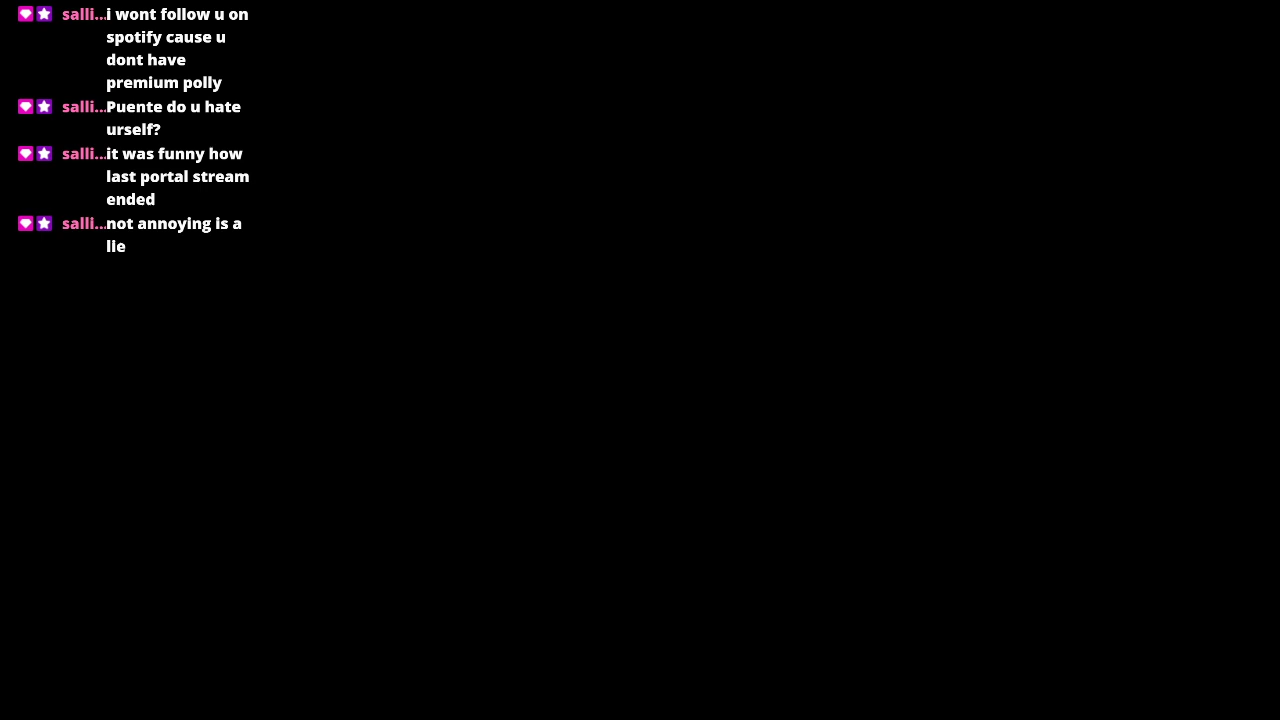 salli...i wont follow u on
spotify cause u
dont have
premium polly
salli...Puente do u hate
urself?
salli...it was funny how
last portal stream
ended
salli...not annoying is a
lie